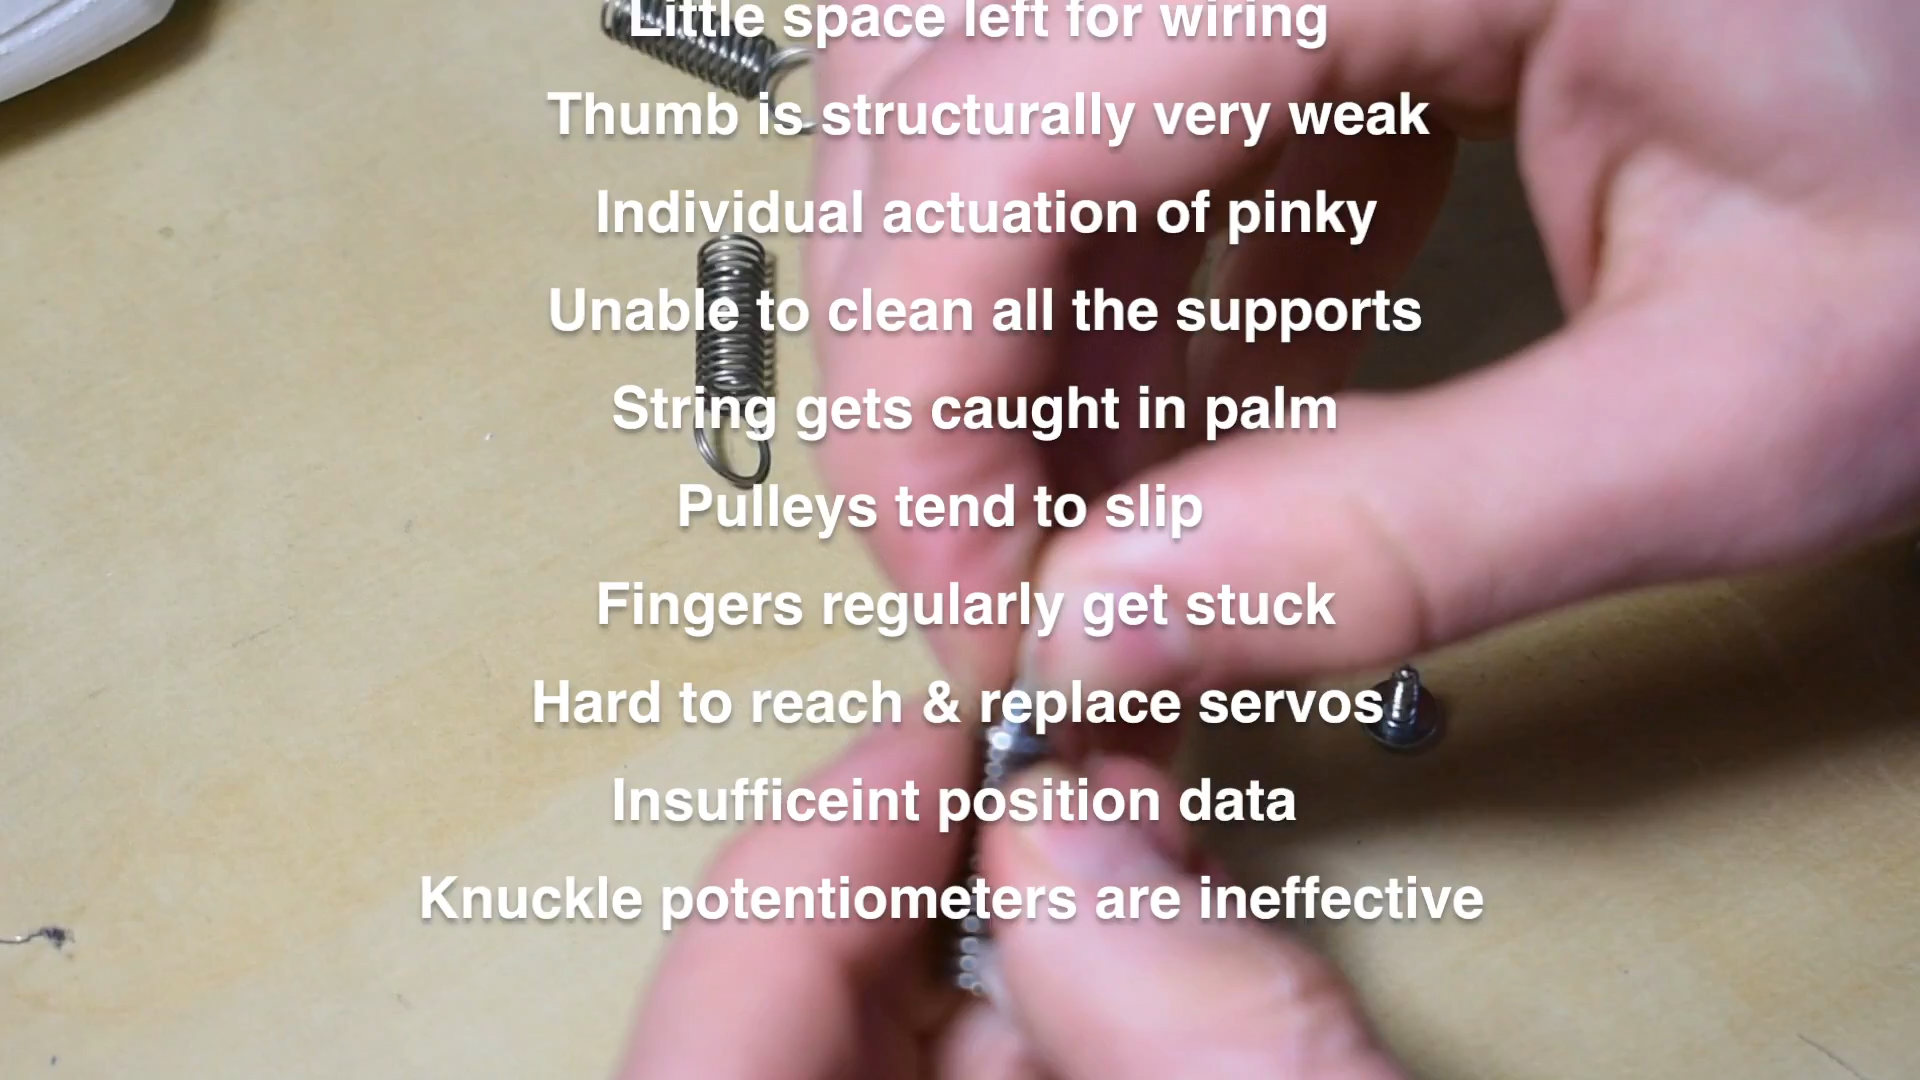 Little space left for wiring
Thumb is structurally very weak
Individual actuation of pinky
Unable to clean all the supports
String gets caught in palm
Pulleys tend to slip
Fingers regularly get stuck
Hard to reach & replace servos
Insufficeint position data
Knuckle potentiometers are ineffective